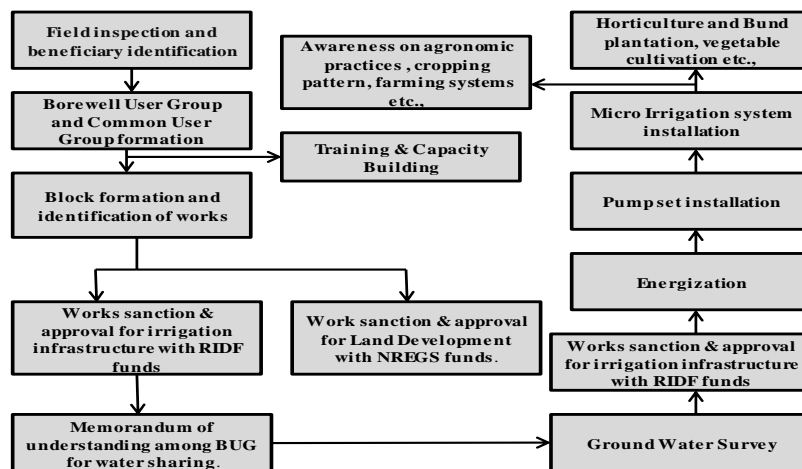 Field inspection and
beneficiary identification
Borewell User Group
and Common User
Group formation
Training & Capacity
Building
Block formation and
identification of works
Works sanction &
approval for irrigation
infrastructure with RIDF
funds
Work sanction & approval
for Land Development
with NREGS funds.
Memorandum of
understanding among BUG
for water sharing.
Ground Water Survey
Works sanction & approval
for irrigation infrastructure
with RIDF funds
Energization
Pump set installation
Micro Irrigation system
installation
Awareness on agronomic
practices , cropping
pattern, farming systems
etc.,
Horticulture and Bund
plantation, vegetable
cultivation etc.,